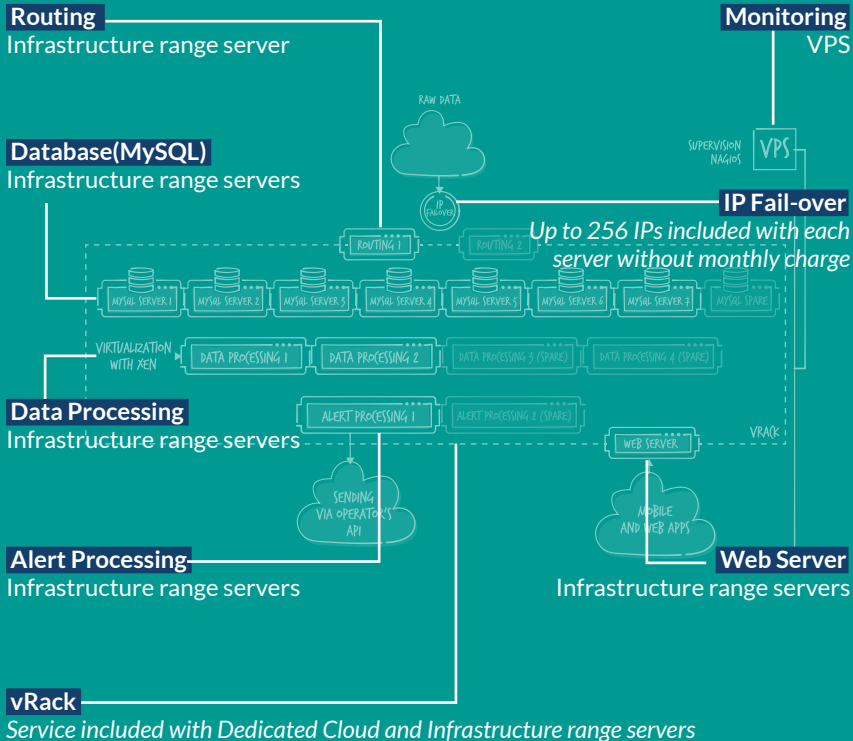 Routing
Infrastructure range server
Monitoring
VPS
RAW DATA
SUPERVISION
NAGIOS
VPS
Database(MySQL)
Infrastructure range servers
IP
FAILOVER
IP Fail-over
Up to 256 IPs included with each
server without monthly charge
ROUTING 1
ROUTING 2
MYSQL SERVER 1
MYSQL SERVER 2
MYSQL SERVER 3
MYSQL SERVER 4
MYSQL SERVER 5
MYSQL SERVER 6
MYSQL SERVER 7
MYSQL SPARE
VIRTUALIZATION
WITH XEN
DATA PROCESSING 1
DATA PROCESSING 2
DATA PROCESSING 3 (SPARE)
DATA PROCESSING 4 (SPARE)
Data Processing
Infrastructure range servers
ALERT PROCESSING 1
ALERT PROCESSING 2 (SPARE)
VRACK
WEB SERVER
SENDING
VIA OPERATOR'S
API
MOBILE
AND WEB APPS
Alert Processing
Infrastructure range servers
Web Server
Infrastructure range servers
vRack
Service included with Dedicated Cloud and Infrastructure range servers